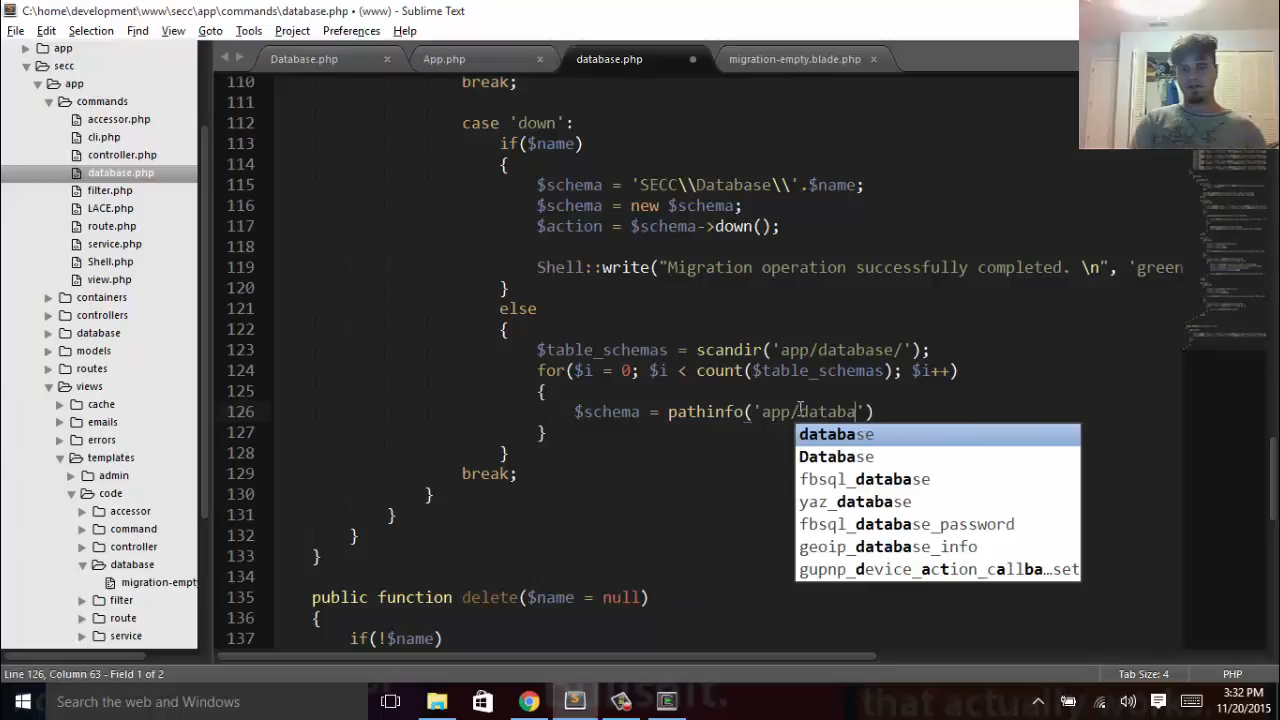 C:\home\development\www\secc\app\commands\database.php • (www) - Sublime Text
File Edit Selection Find View Goto Tools Project Preferences Help
app
secc
app
commands
accessor.php
cli.php
controller.php
database.php
filter.php
LACE.php
route.php
service.php
Shell.php
view.php
containers
controllers
database
models
routes
views
cache
emails
errors
templates
admin
code
accessor
command
controller
database
migration-empt
filter
route
service
Database.php × App.php × database.php • migration-empty.blade.php ×
110 break;
111
112 case 'down':
113 if($name)
114 {
115 $schema = 'SECC\\Database\\'.$name;
116 $schema = new $schema;
117 $action = $schema->down();
118
119 Shell::write("Migration operation successfully completed. \n", 'green
120 }
121 else
122 {
123 $table_schemas = scandir('app/database/');
124 for($i = 0; $i < count($table_schemas); $i++)
125 {
126 $schema = pathinfo('app/databa')
127 }
128 }
129 break;
130 }
131 }
132 }
133 }
134
135 public function delete($name = null)
136 {
137 if(!$name)
database
Database
fbsql_database
yaz_database
fbsql_database_password
geoip_database_info
gupnp_device_action_callba…set
Line 126, Column 63 - Field 1 of 2 Tab Size: 4 PHP
Search the web and Windows
3:32 PM
11/20/2015